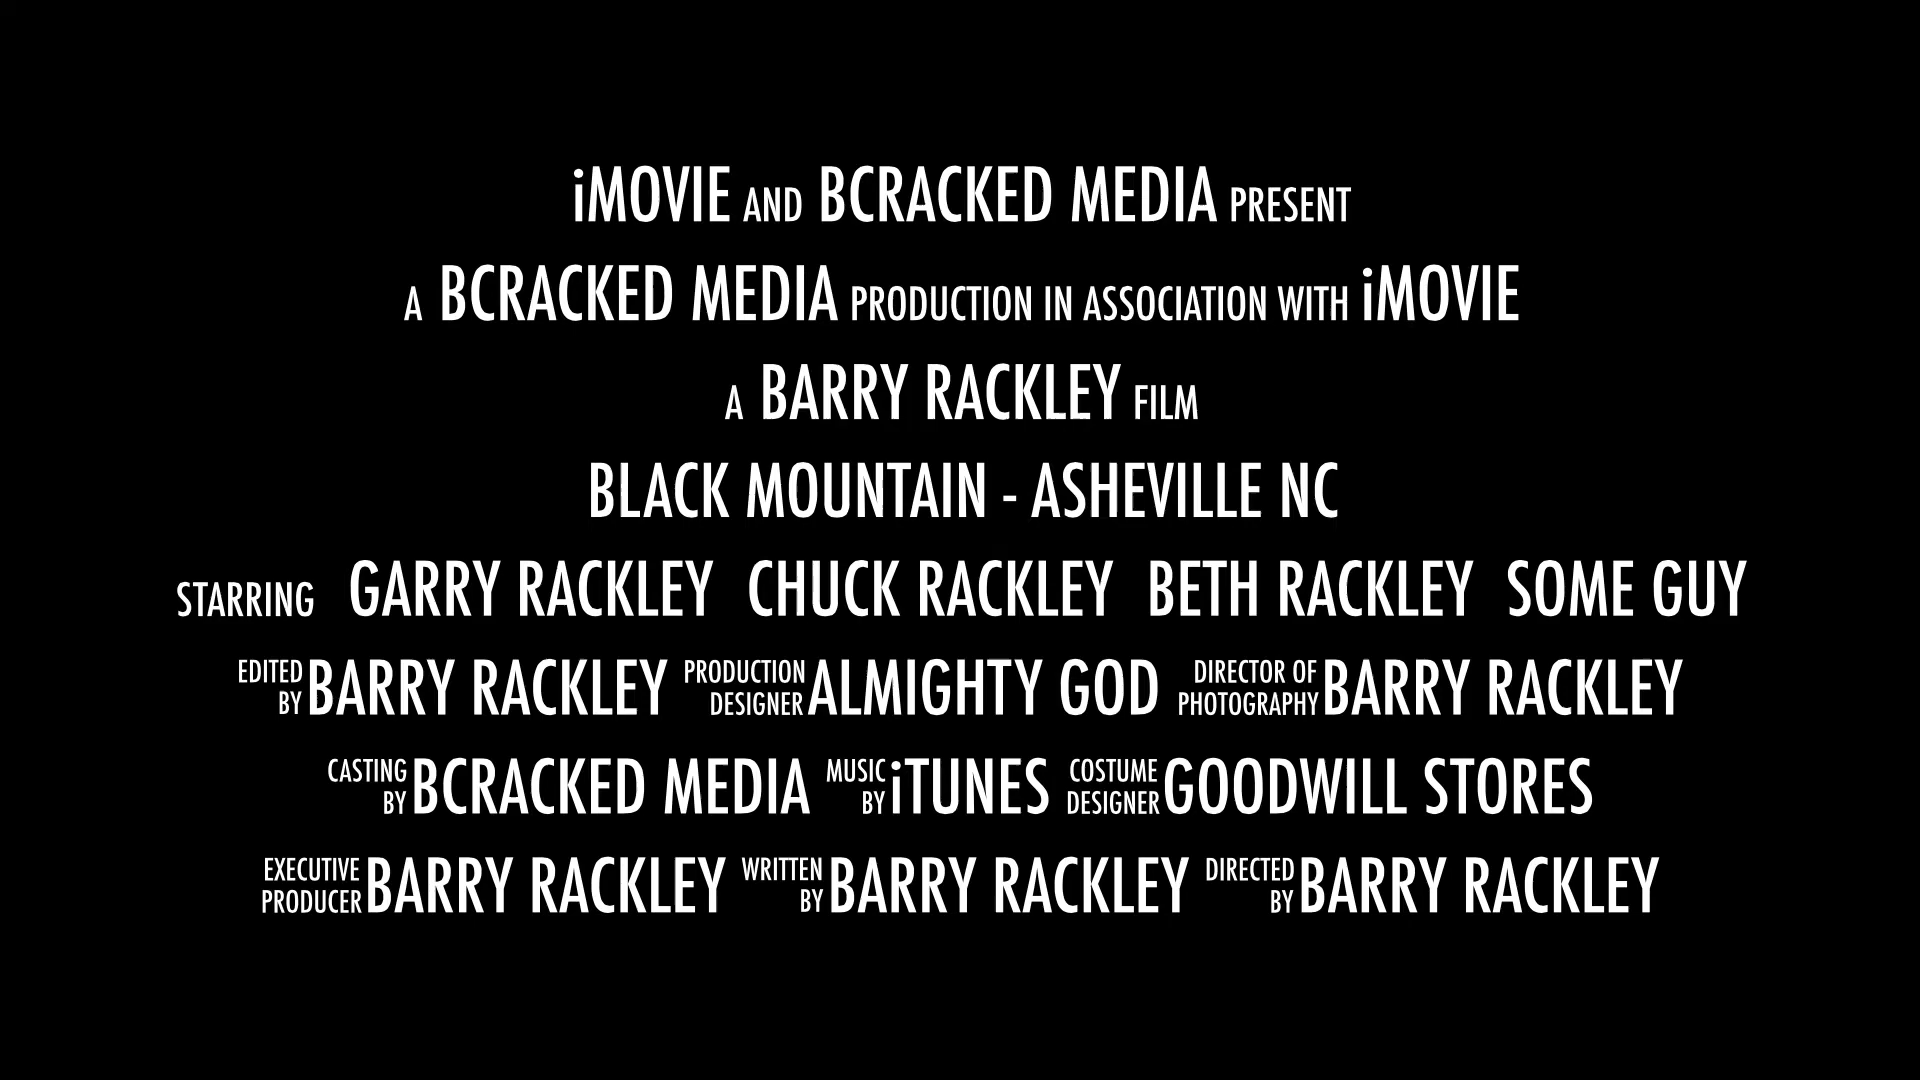 iMOVIE AND BCRACKED MEDIA PRESENT
A BCRACKED MEDIA PRODUCTION IN ASSOCIATION WITH iMOVIE
A BARRY RACKLEY FILM
BLACK MOUNTAIN - ASHEVILLE NC
STARRING GARRY RACKLEY CHUCK RACKLEY BETH RACKLEY SOME GUY
EDITED BY BARRY RACKLEY PRODUCTION DESIGNER ALMIGHTY GOD DIRECTOR OF PHOTOGRAPHY BARRY RACKLEY
CASTING BY BCRACKED MEDIA MUSIC BY iTUNES COSTUME DESIGNER GOODWILL STORES
EXECUTIVE PRODUCER BARRY RACKLEY WRITTEN BY BARRY RACKLEY DIRECTED BY BARRY RACKLEY